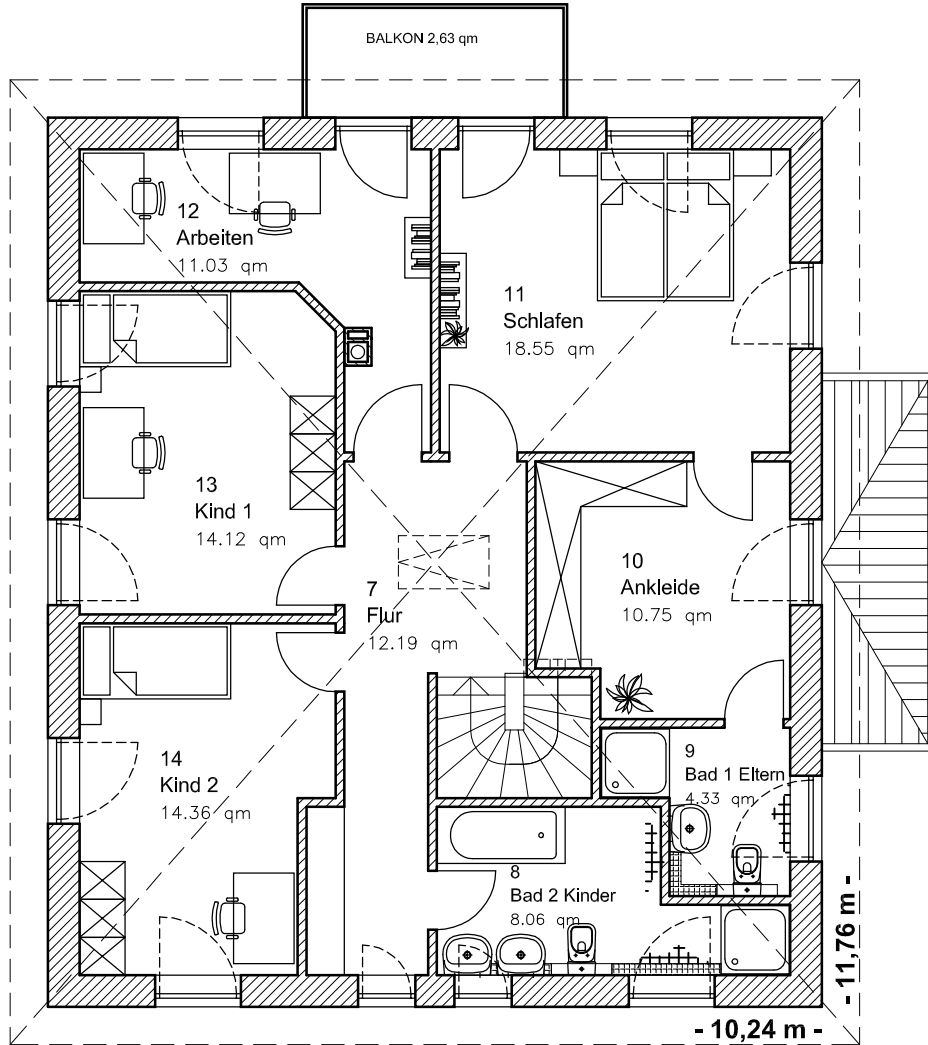 BALKON 2,63 qm
12
Arbeiten
11.03 qm
11
Schlafen
18.55 qm
13
Kind 1
14.12 qm
10
Ankleide
10.75 qm
7
Flur
12.19 qm
14
Kind 2
14.36 qm
9
Bad 1 Eltern
4.33 qm
8
Bad 2 Kinder
8.06 qm
- 11,76 m -
- 10,24 m -